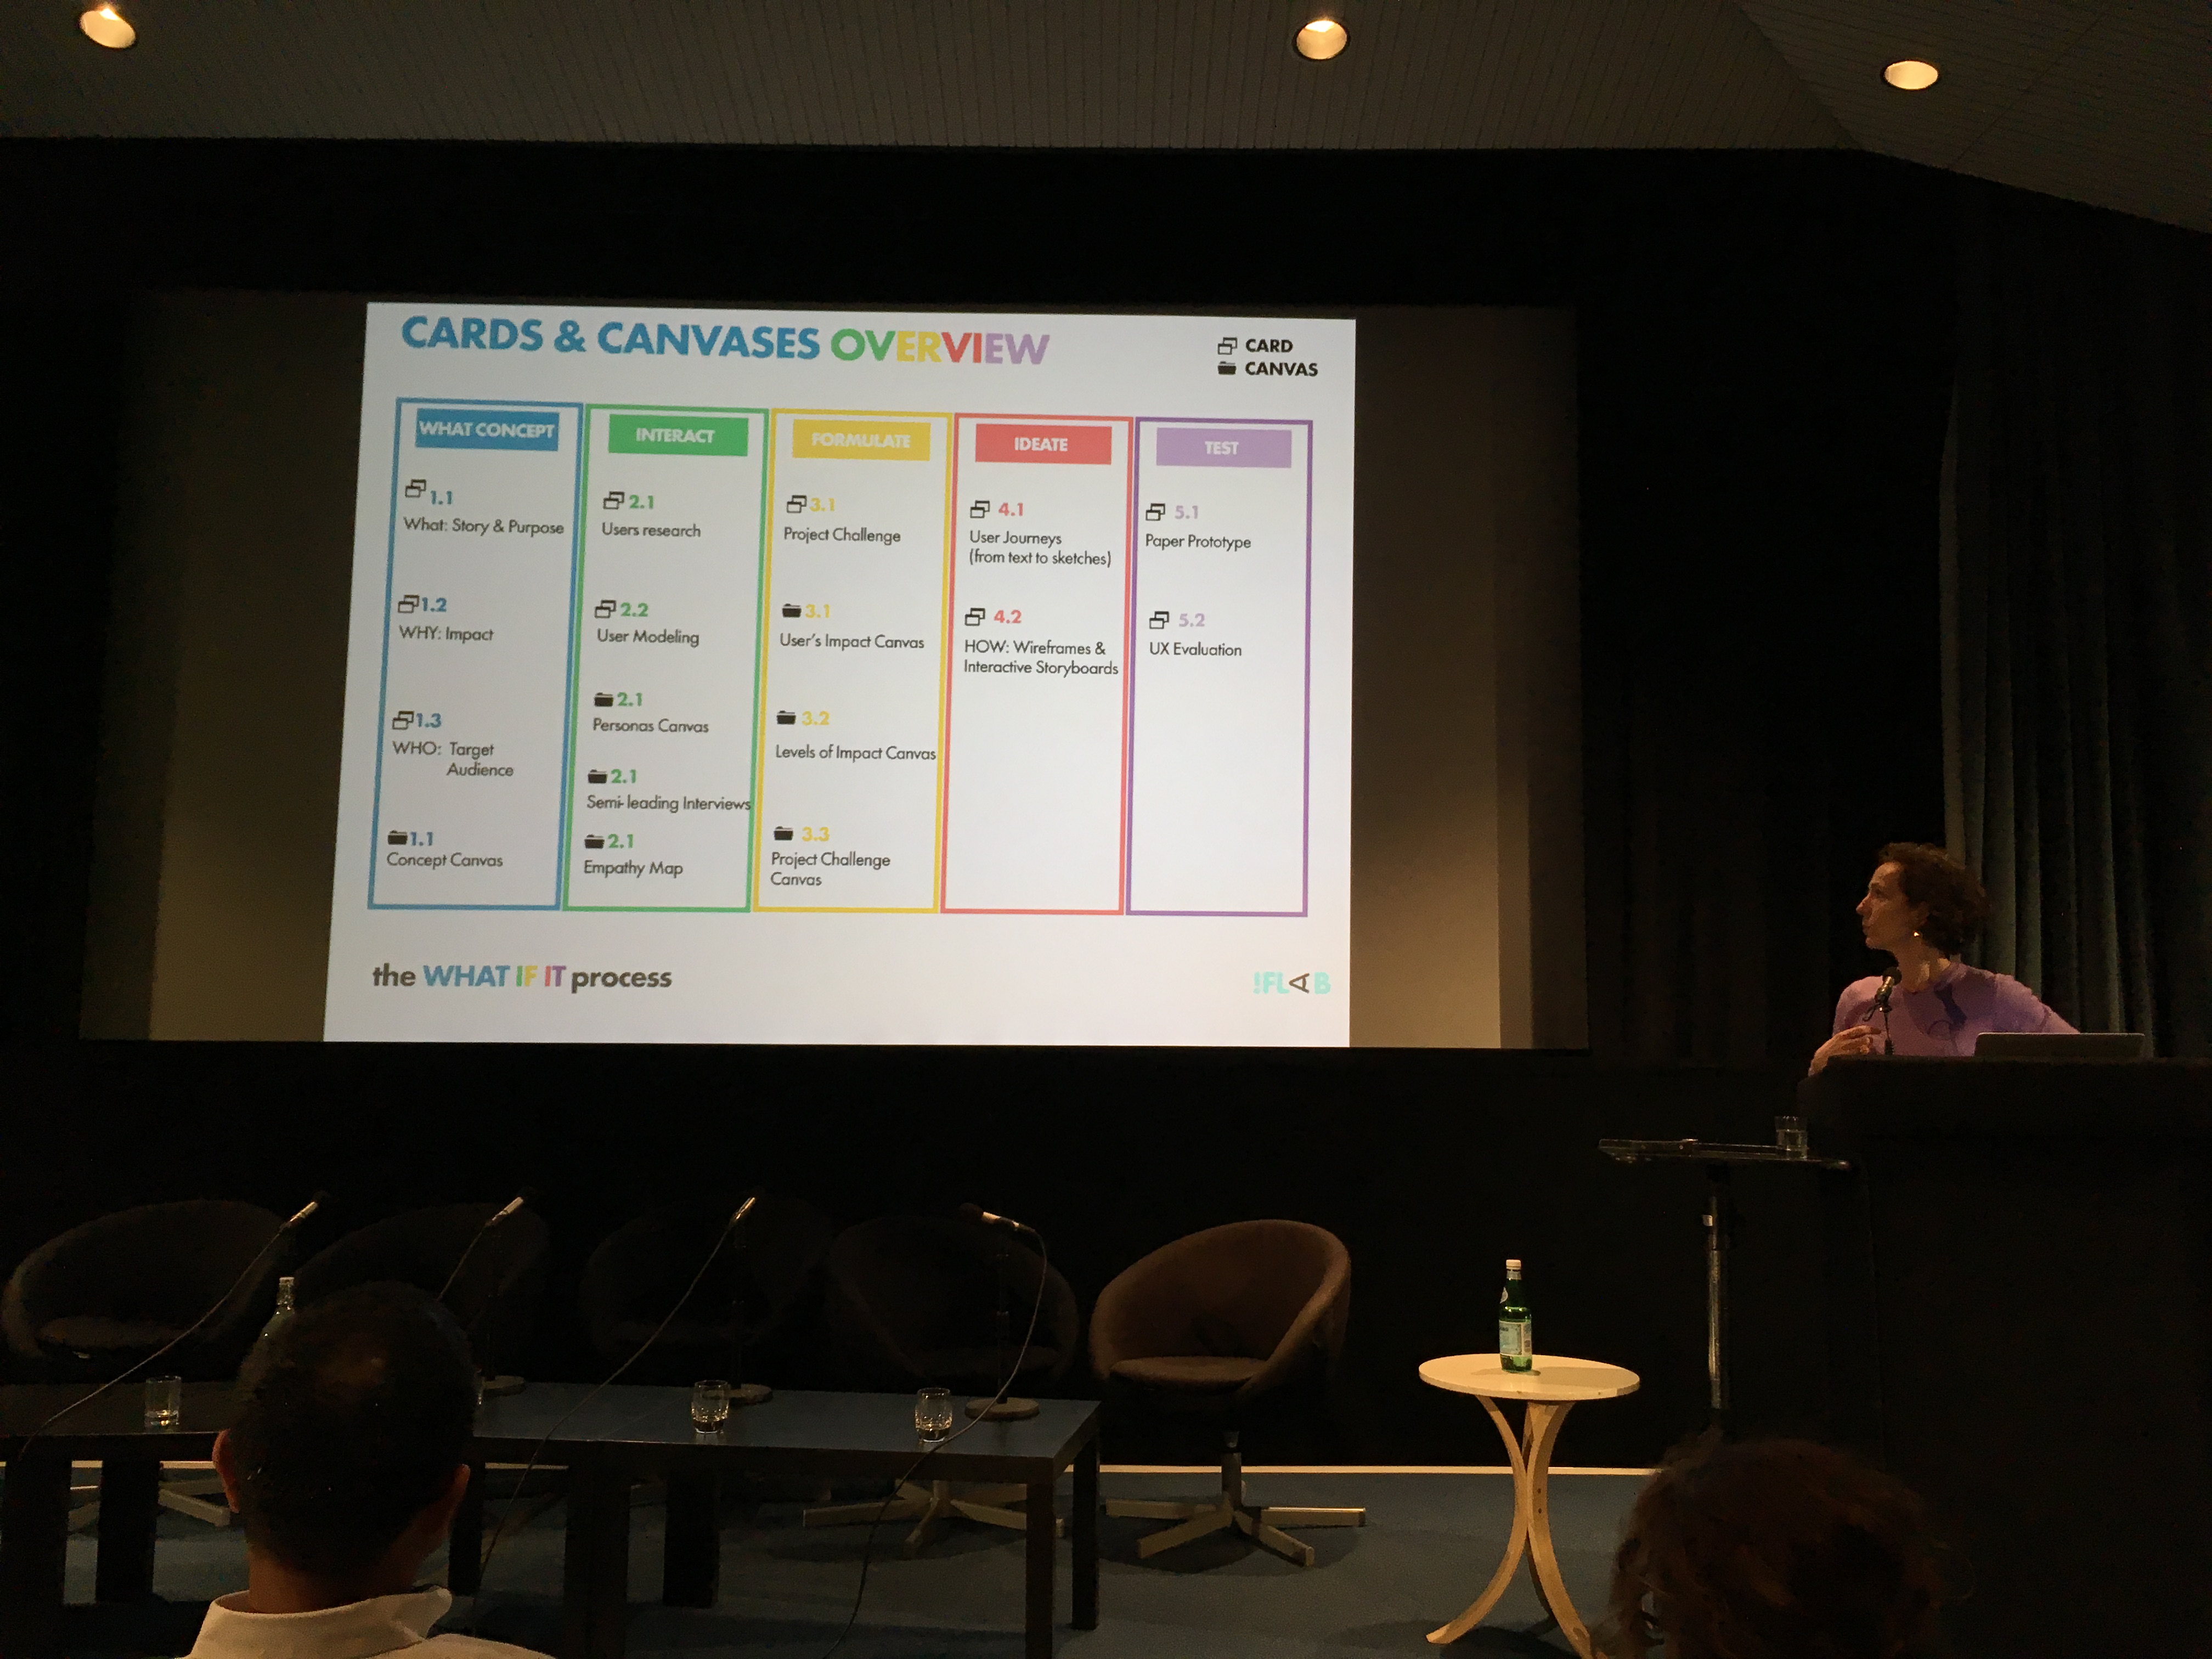 CARDS & CANVASES OVERVIEW
CARD
CANVAS
WHAT CONCEPT
1.1
What: Story & Purpose
1.2
WHY: Impact
1.3
WHO: Target
Audience
1.1
Concept Canvas
INTERACT
2.1
Users research
2.2
User Modeling
2.1
Personas Canvas
2.1
Semi-leading Interviews
2.1
Empathy Map
FORMULATE
3.1
Project Challenge
3.1
User's Impact Canvas
3.2
Levels of Impact Canvas
3.3
Project Challenge
Canvas
IDEATE
4.1
User Journeys
(from text to sketches)
4.2
HOW: Wireframes &
Interactive Storyboards
TEST
5.1
Paper Prototype
5.2
UX Evaluation
the WHAT IF IT process
!FLAB